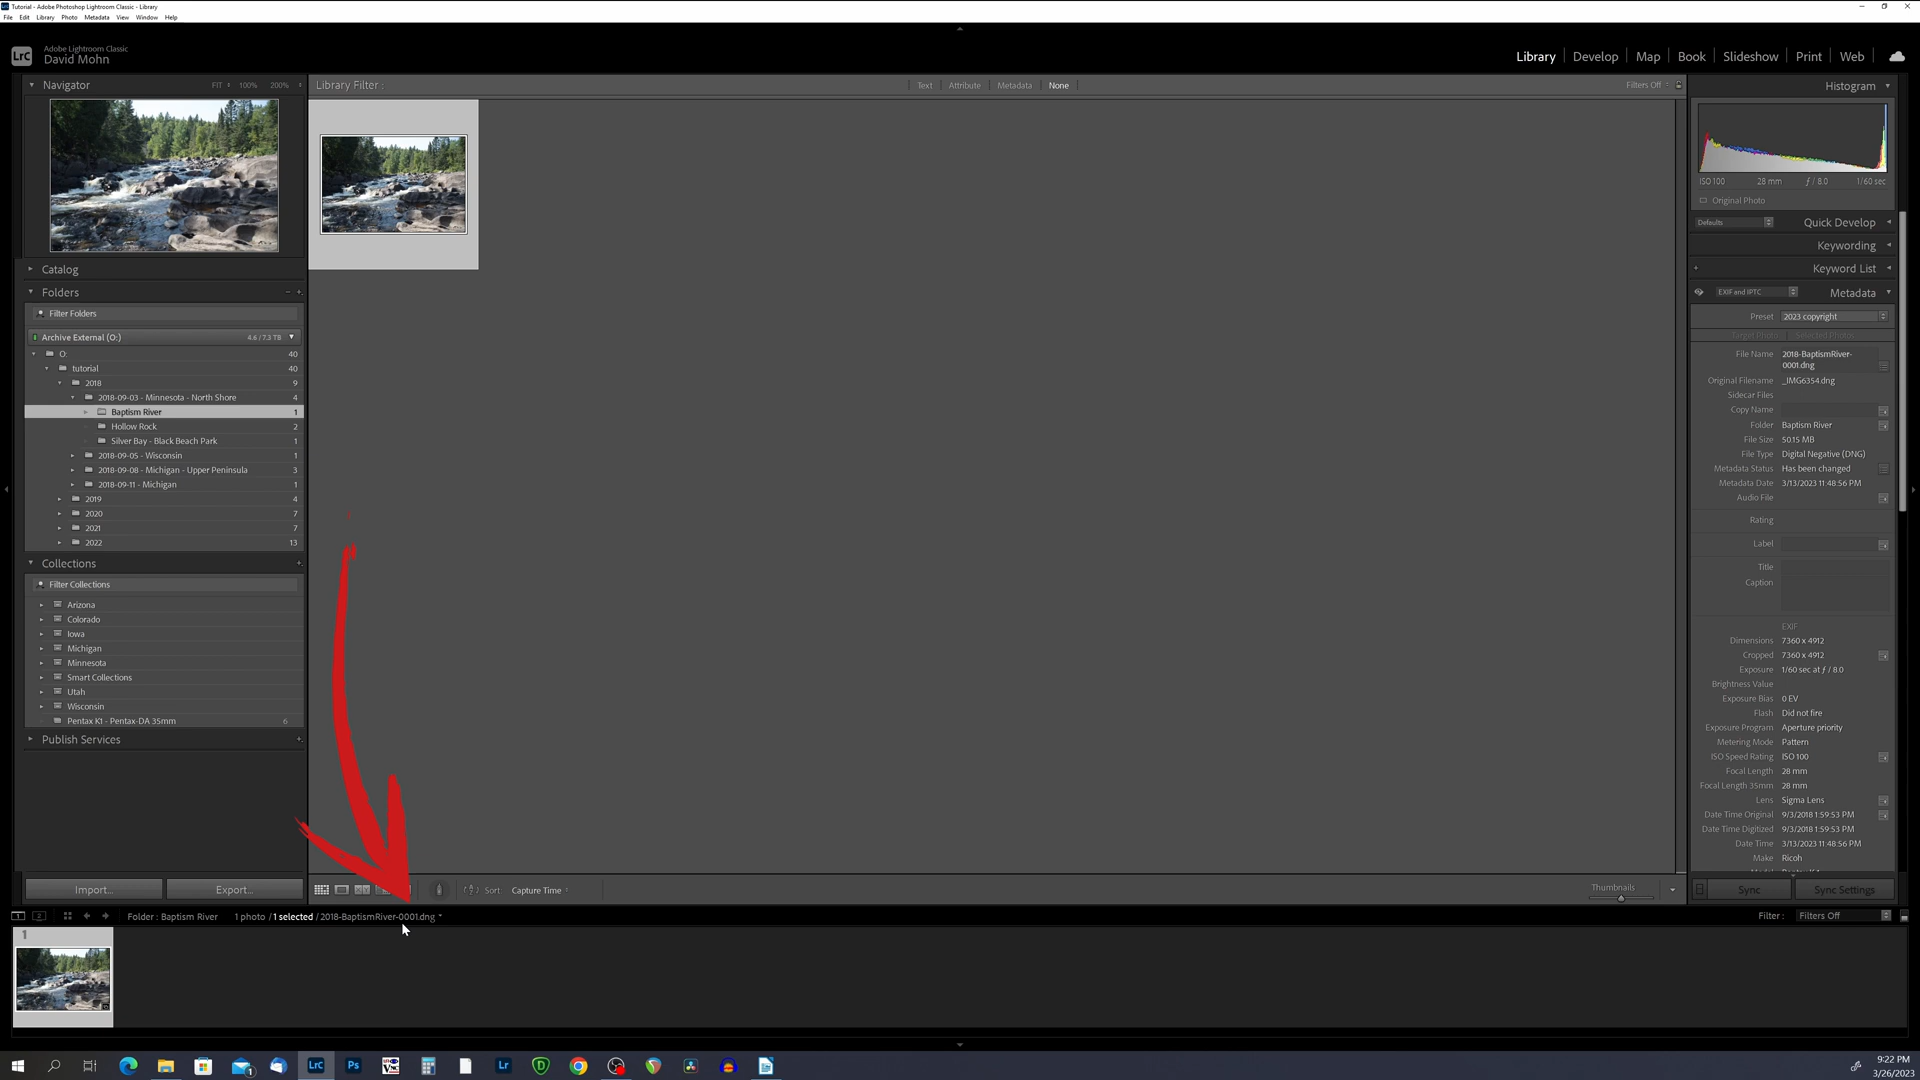 Tutorial - Adobe Photoshop Lightroom Classic - Library
File Edit Library Photo Metadata View Window Help
LrC
Adobe Lightroom Classic
David Mohn
Library Develop Map Book Slideshow Print Web
Navigator FIT 100% 200%
Catalog
Folders
Filter Folders
Archive External (O:) 4.6 / 7.3 TB
O: 40
tutorial 40
2018 9
2018-09-03 - Minnesota - North Shore 4
Baptism River 1
Hollow Rock 2
Silver Bay - Black Beach Park 1
2018-09-05 - Wisconsin 1
2018-09-08 - Michigan - Upper Peninsula 3
2018-09-11 - Michigan 1
2019 4
2020 7
2021 7
2022 13
Collections
Filter Collections
Arizona
Colorado
Iowa
Michigan
Minnesota
Smart Collections
Utah
Wisconsin
Pentax K1 - Pentax-DA 35mm 6
Publish Services
Import... Export...
Library Filter : Text Attribute Metadata None Filters Off
Histogram
ISO 100 28 mm ƒ / 8.0 1/60 sec
Original Photo
Defaults Quick Develop
Keywording
Keyword List
EXIF and IPTC Metadata
Preset 2023 copyright
Target Photo Selected Photos
File Name 2018-BaptismRiver-
0001.dng
Original Filename _IMG6354.dng
Sidecar Files
Copy Name
Folder Baptism River
File Size 50.15 MB
File Type Digital Negative (DNG)
Metadata Status Has been changed
Metadata Date 3/13/2023 11:48:56 PM
Audio File
Rating
Label
Title
Caption
EXIF
Dimensions 7360 x 4912
Cropped 7360 x 4912
Exposure 1/60 sec at ƒ / 8.0
Brightness Value
Exposure Bias 0 EV
Flash Did not fire
Exposure Program Aperture priority
Metering Mode Pattern
ISO Speed Rating ISO 100
Focal Length 28 mm
Focal Length 35mm 28 mm
Lens Sigma Lens
Date Time Original 9/3/2018 1:59:53 PM
Date Time Digitized 9/3/2018 1:59:53 PM
Date Time 3/13/2023 11:48:56 PM
Make Ricoh
Sync Sync Settings
Sort: Capture Time Thumbnails
1 2 Folder : Baptism River 1 photo / 1 selected / 2018-BaptismRiver-0001.dng Filter : Filters Off
1
LrC Ps VNC Lr
1
9:22 PM
3/26/2023